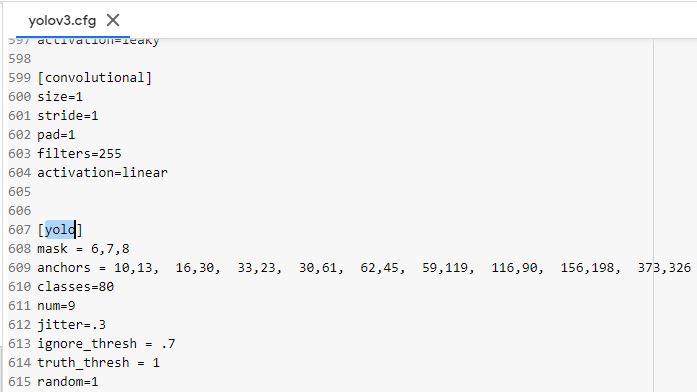 yolov3.cfg
597 activation=leaky
598
599 [convolutional]
600 size=1
601 stride=1
602 pad=1
603 filters=255
604 activation=linear
605
606
607 [yolo]
608 mask = 6,7,8
609 anchors = 10,13,  16,30,  33,23,  30,61,  62,45,  59,119,  116,90,  156,198,  373,326
610 classes=80
611 num=9
612 jitter=.3
613 ignore_thresh = .7
614 truth_thresh = 1
615 random=1